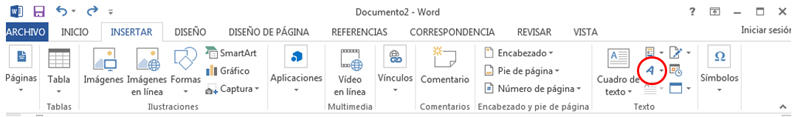 Documento2 - Word
ARCHIVO INICIO INSERTAR DISEÑO DISEÑO DE PÁGINA REFERENCIAS CORRESPONDENCIA REVISAR VISTA Iniciar sesión
Páginas
Tabla
Tablas
Imágenes
Imágenes en línea
Formas
SmartArt
Gráfico
Captura
Ilustraciones
Aplicaciones
Vídeo en línea
Multimedia
Vínculos
Comentario
Comentarios
Encabezado
Pie de página
Número de página
Encabezado y pie de página
Cuadro de texto
A
Texto
Ω
Símbolos